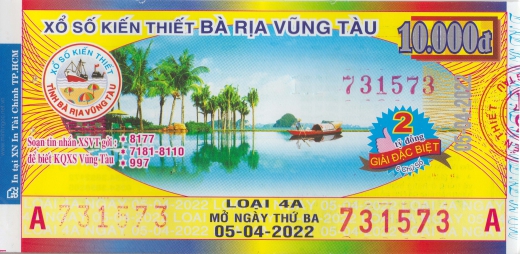 XỔ SỐ KIẾN THIẾT BÀ RỊA VŨNG TÀU
10.000đ
XỔ SỐ KIẾN THIẾT
TỈNH BÀ RỊA VŨNG TÀU
731573
05-04-2022
2 tỷ đồng
GIẢI ĐẶC BIỆT
Soạn tin nhắn XSVT gởi :
để biết KQXS Vũng Tàu
8177
7181-8110
997
In tại XN In Tài Chính TP.HCM
LOẠI 4A
A 731573
MỞ NGÀY THỨ BA
05-04-2022
731573 A